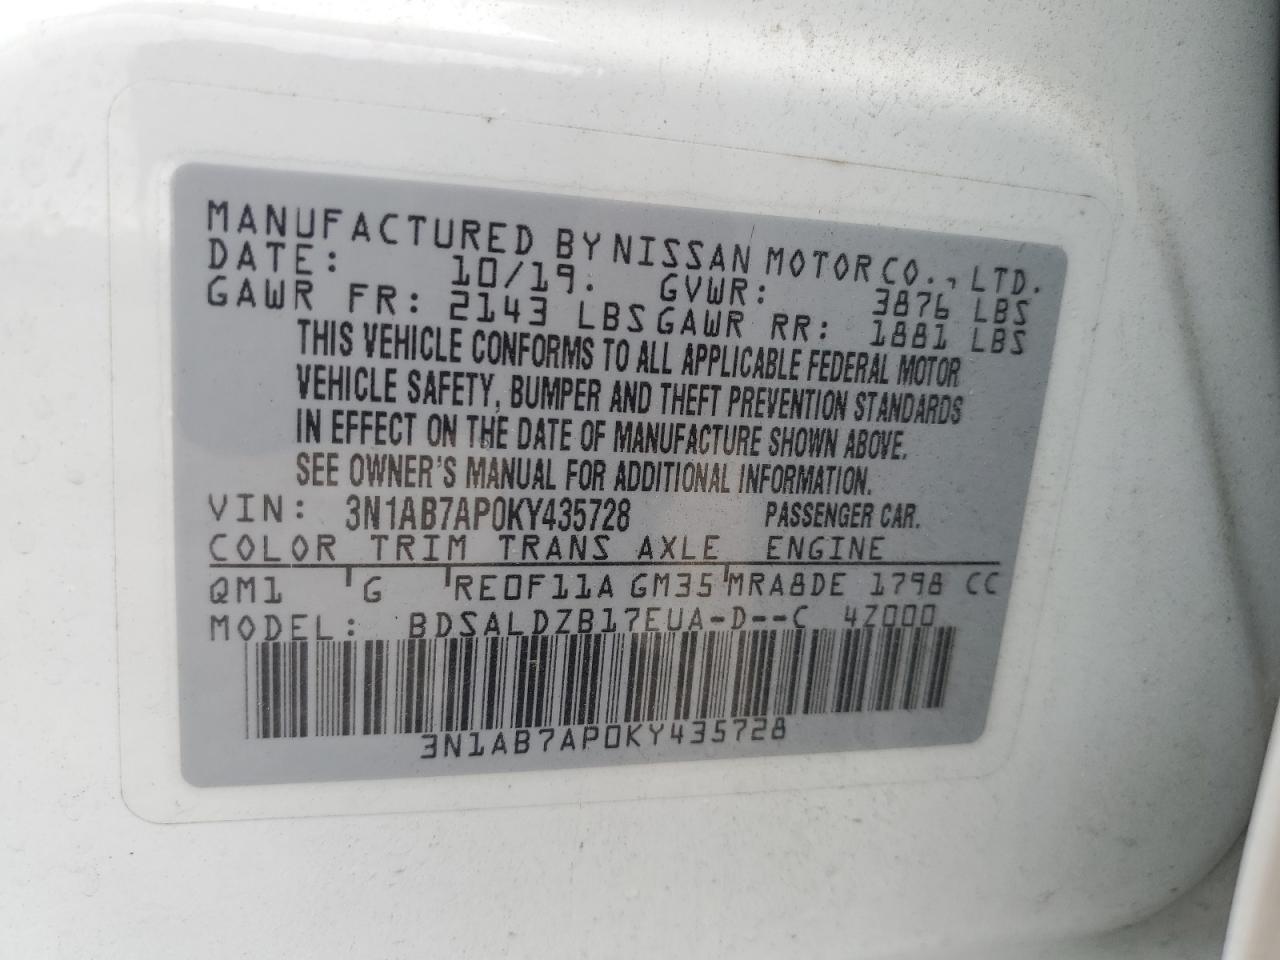 MANUFACTURED BY NISSAN MOTOR CO., LTD.
DATE: 10/19. GVWR: 3876 LBS
GAWR FR: 2143 LBS GAWR RR: 1881 LBS
THIS VEHICLE CONFORMS TO ALL APPLICABLE FEDERAL MOTOR
VEHICLE SAFETY, BUMPER AND THEFT PREVENTION STANDARDS
IN EFFECT ON THE DATE OF MANUFACTURE SHOWN ABOVE.
SEE OWNER'S MANUAL FOR ADDITIONAL INFORMATION.
VIN: 3N1AB7AP0KY435728 PASSENGER CAR.
COLOR TRIM TRANS AXLE ENGINE
QM1 G RE0F11A GM35 MRA8DE 1798 CC
MODEL: BDSALDZB17EUA-D--C 4Z000
3N1AB7AP0KY435728